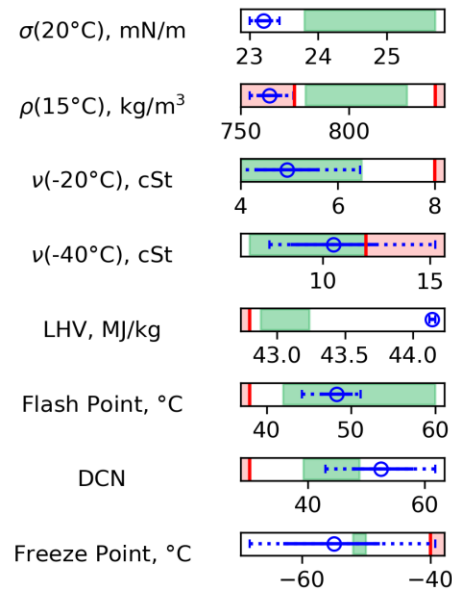 σ(20°C), mN/m
23 24 25
ρ(15°C), kg/m³
750 800
ν(-20°C), cSt
4 6 8
ν(-40°C), cSt
10 15
LHV, MJ/kg
43.0 43.5 44.0
Flash Point, °C
40 50 60
DCN
40 60
Freeze Point, °C
−60 −40